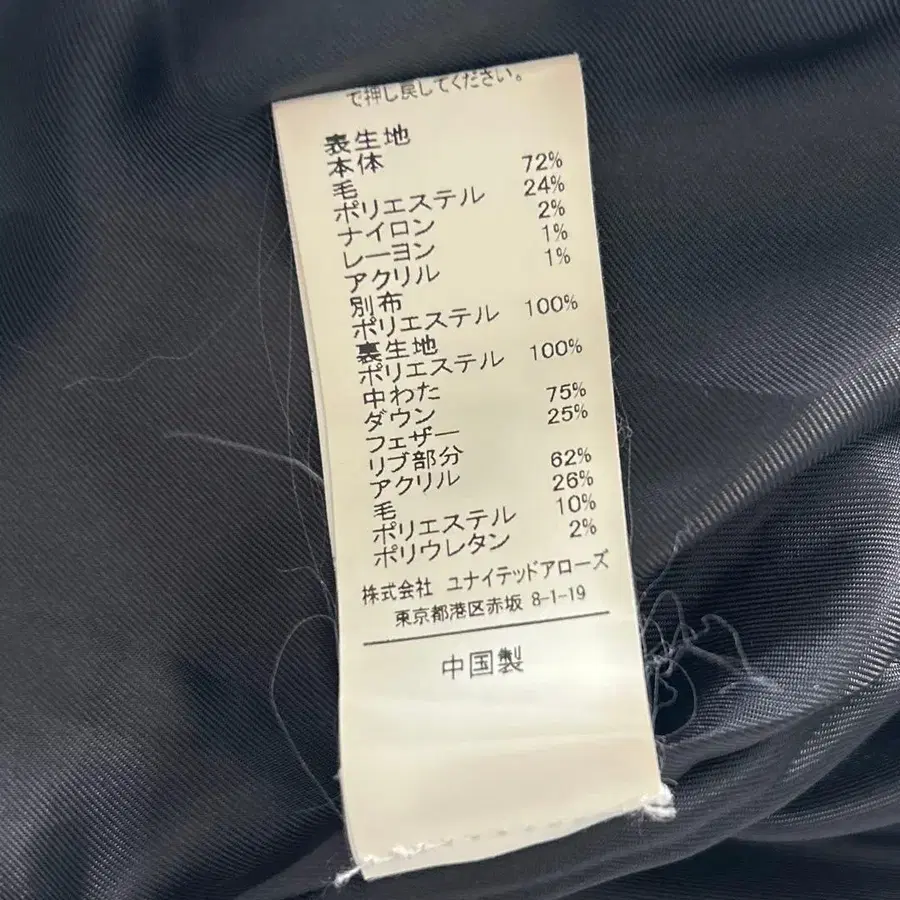 で押し戻してください。
表生地
本体
毛 72%
ポリエステル 24%
ナイロン 2%
レーヨン 1%
アクリル 1%
別布
ポリエステル 100%
裏生地
ポリエステル 100%
中わた
ダウン 75%
フェザー 25%
リブ部分
アクリル 62%
毛 26%
ポリエステル 10%
ポリウレタン 2%
株式会社 ユナイテッドアローズ
東京都港区赤坂 8-1-19
中国製